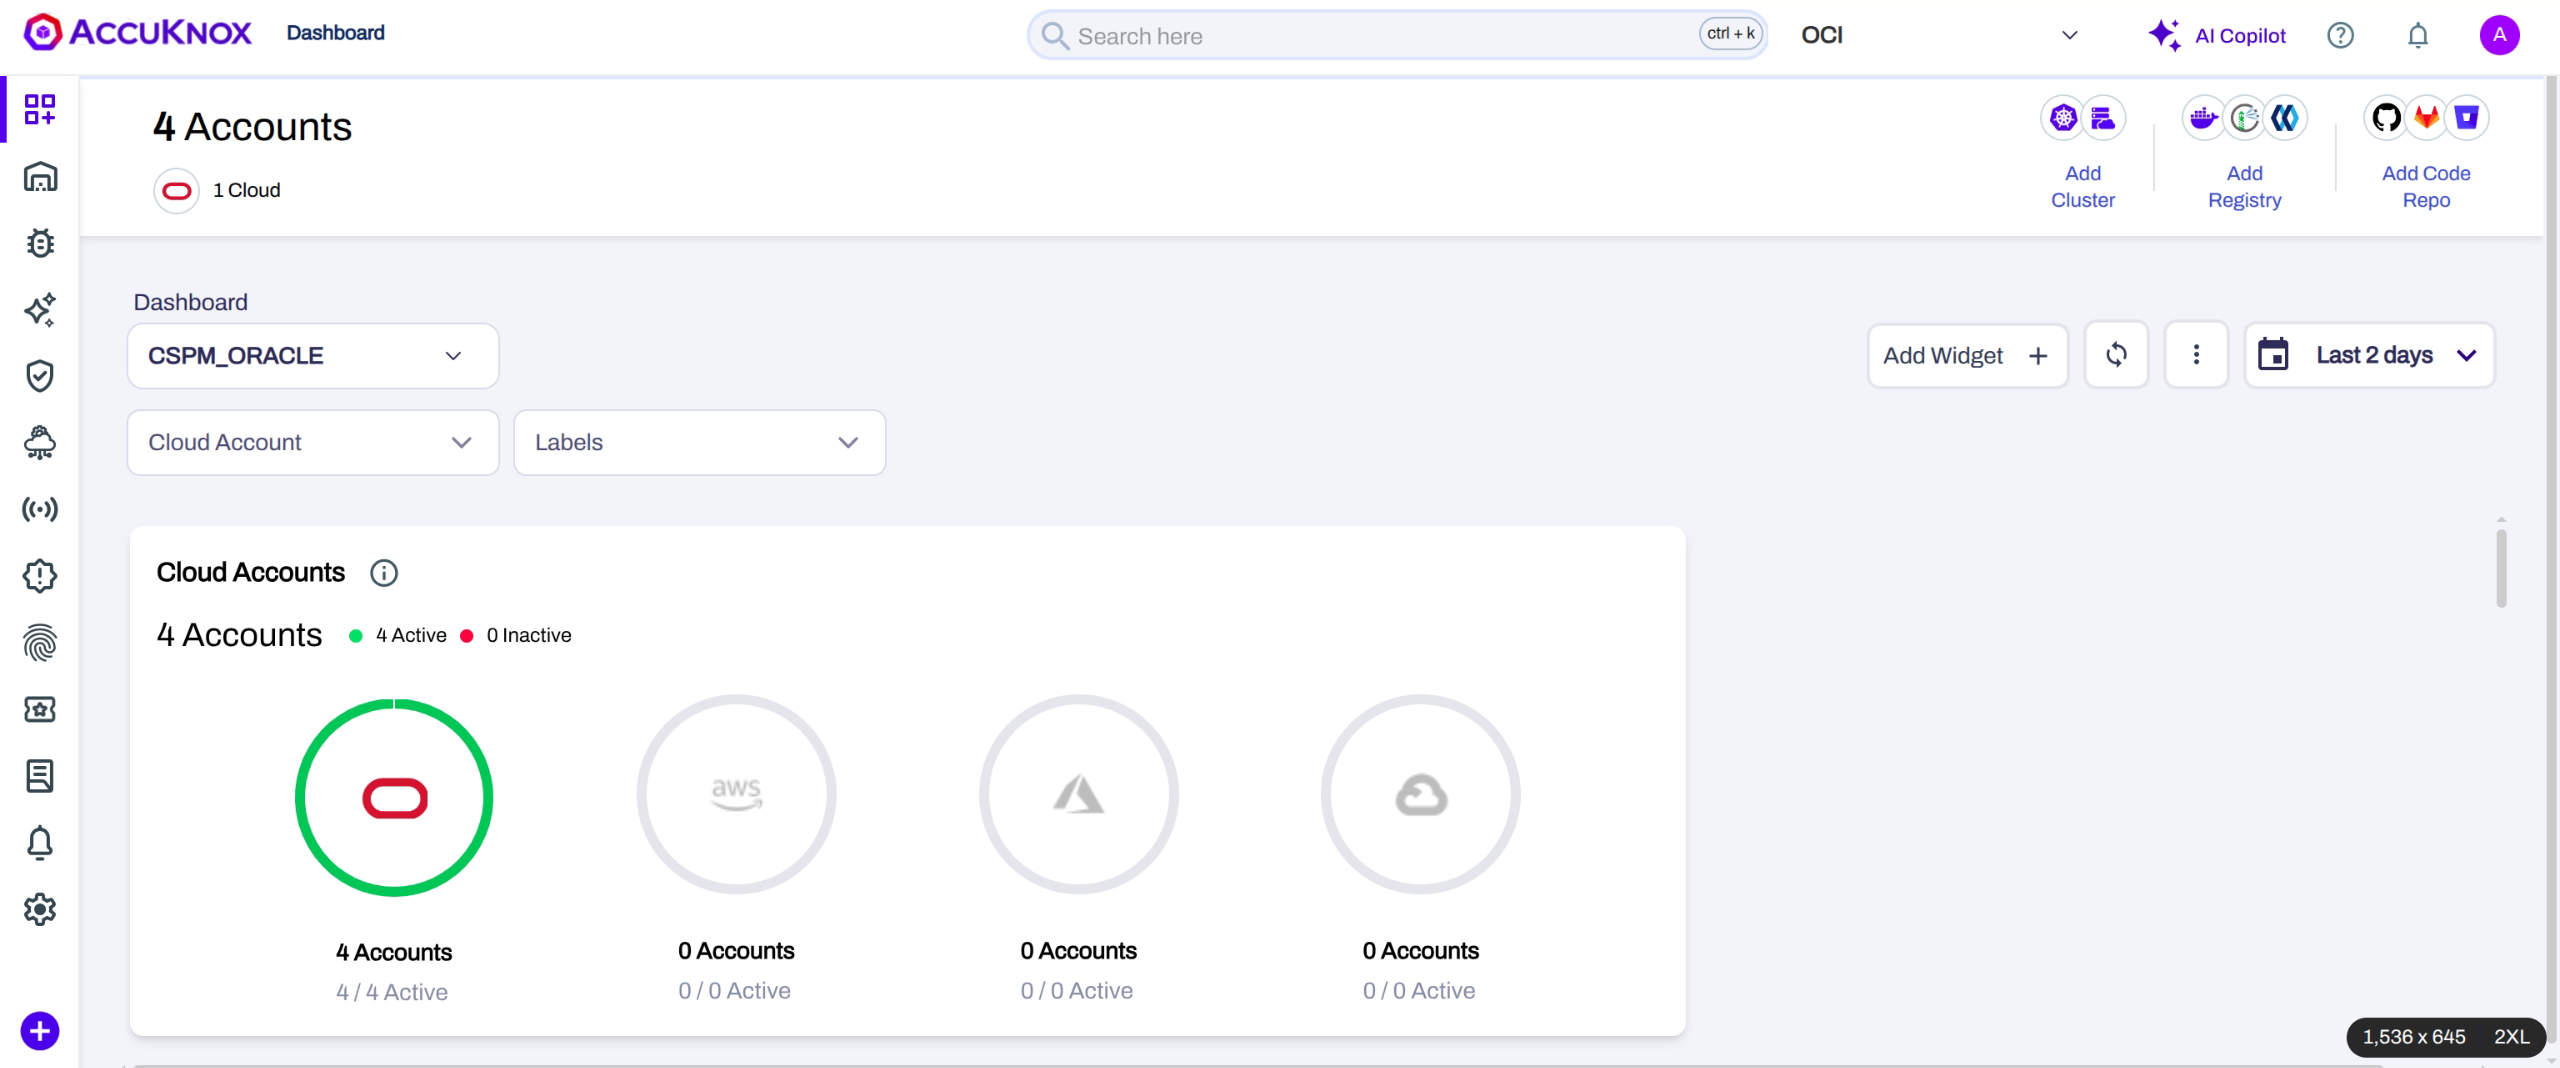 ACCUKNOX
Dashboard
Search here
ctrl + k
OCI
AI Copilot
A
4 Accounts
1 Cloud
Add
Cluster
Add
Registry
Add Code
Repo
Dashboard
CSPM_ORACLE
Add Widget
Last 2 days
Cloud Account
Labels
Cloud Accounts
4 Accounts
4 Active
0 Inactive
aws
4 Accounts
4 / 4 Active
0 Accounts
0 / 0 Active
0 Accounts
0 / 0 Active
0 Accounts
0 / 0 Active
1,536 x 645 2XL